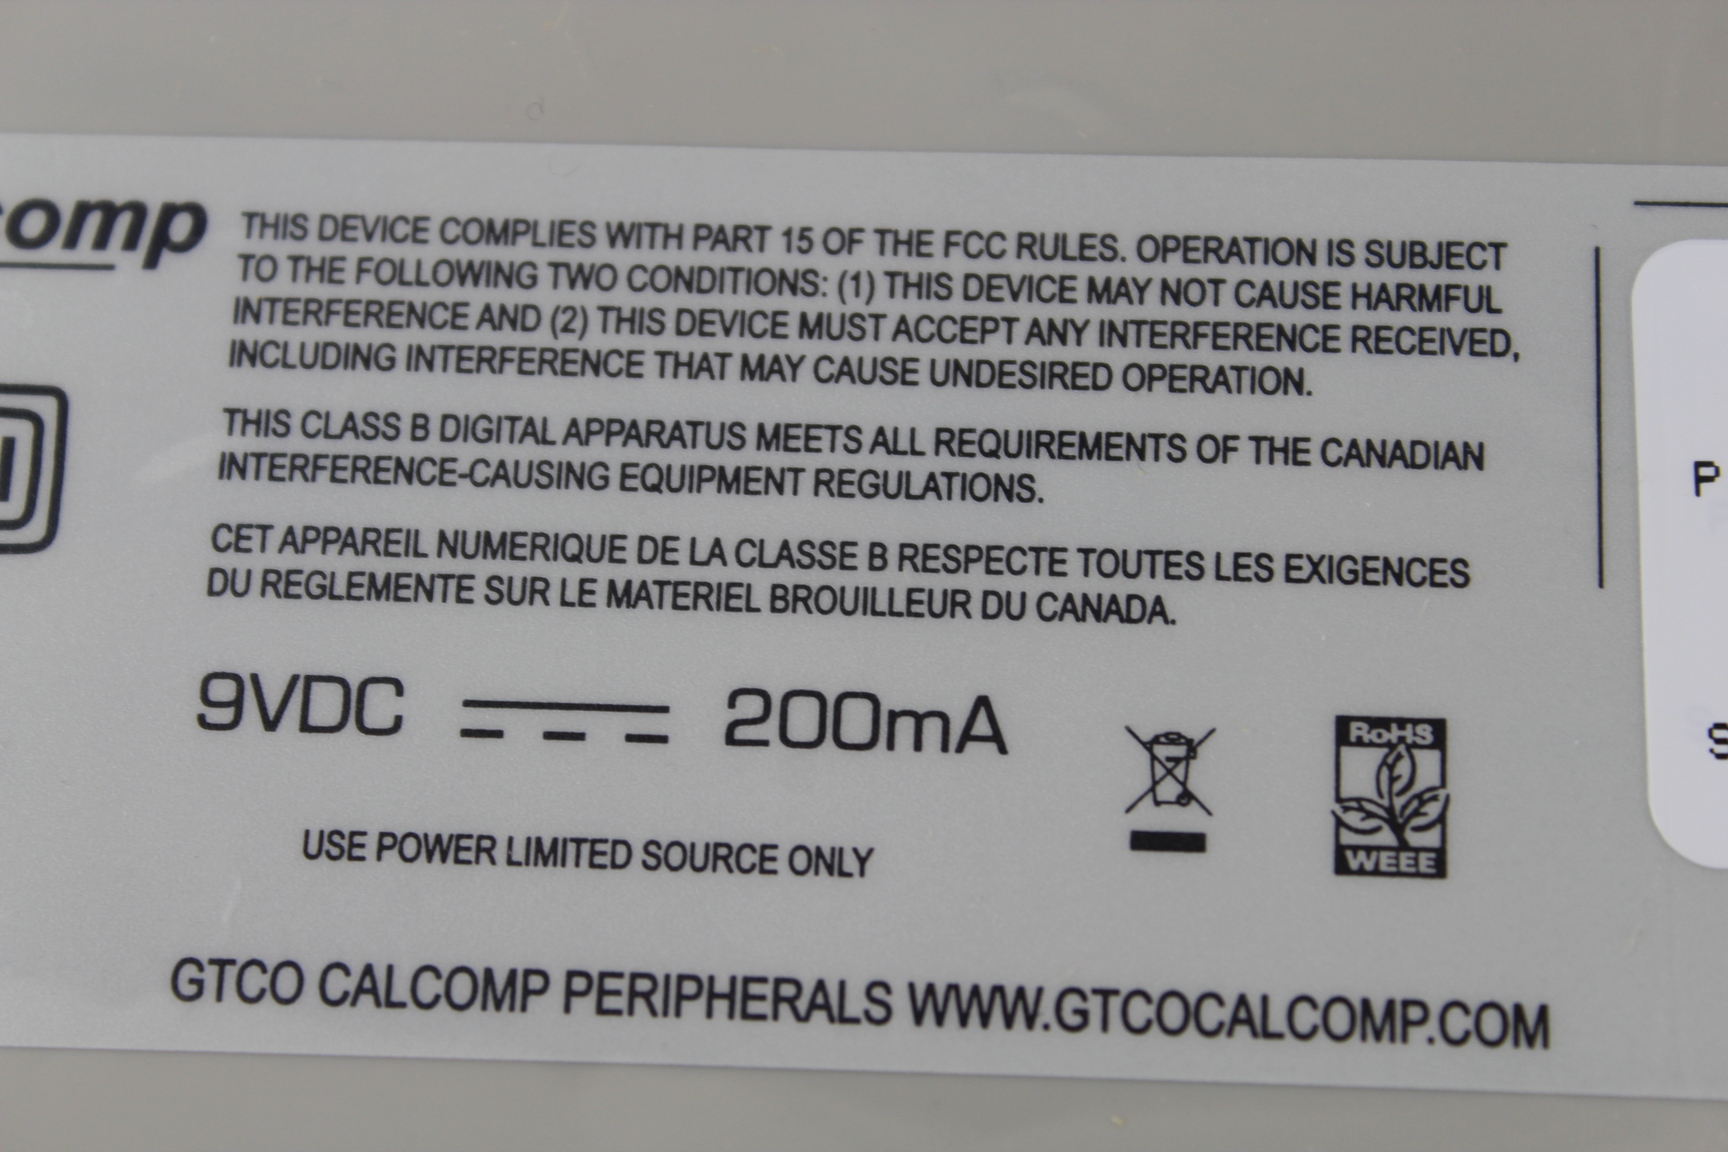 comp
THIS DEVICE COMPLIES WITH PART 15 OF THE FCC RULES. OPERATION IS SUBJECT
TO THE FOLLOWING TWO CONDITIONS: (1) THIS DEVICE MAY NOT CAUSE HARMFUL
INTERFERENCE AND (2) THIS DEVICE MUST ACCEPT ANY INTERFERENCE RECEIVED,
INCLUDING INTERFERENCE THAT MAY CAUSE UNDESIRED OPERATION.
THIS CLASS B DIGITAL APPARATUS MEETS ALL REQUIREMENTS OF THE CANADIAN
INTERFERENCE-CAUSING EQUIPMENT REGULATIONS.
CET APPAREIL NUMERIQUE DE LA CLASSE B RESPECTE TOUTES LES EXIGENCES
DU REGLEMENTE SUR LE MATERIEL BROUILLEUR DU CANADA.
9VDC 200mA
RoHS
WEEE
USE POWER LIMITED SOURCE ONLY
GTCO CALCOMP PERIPHERALS WWW.GTCOCALCOMP.COM
P
S